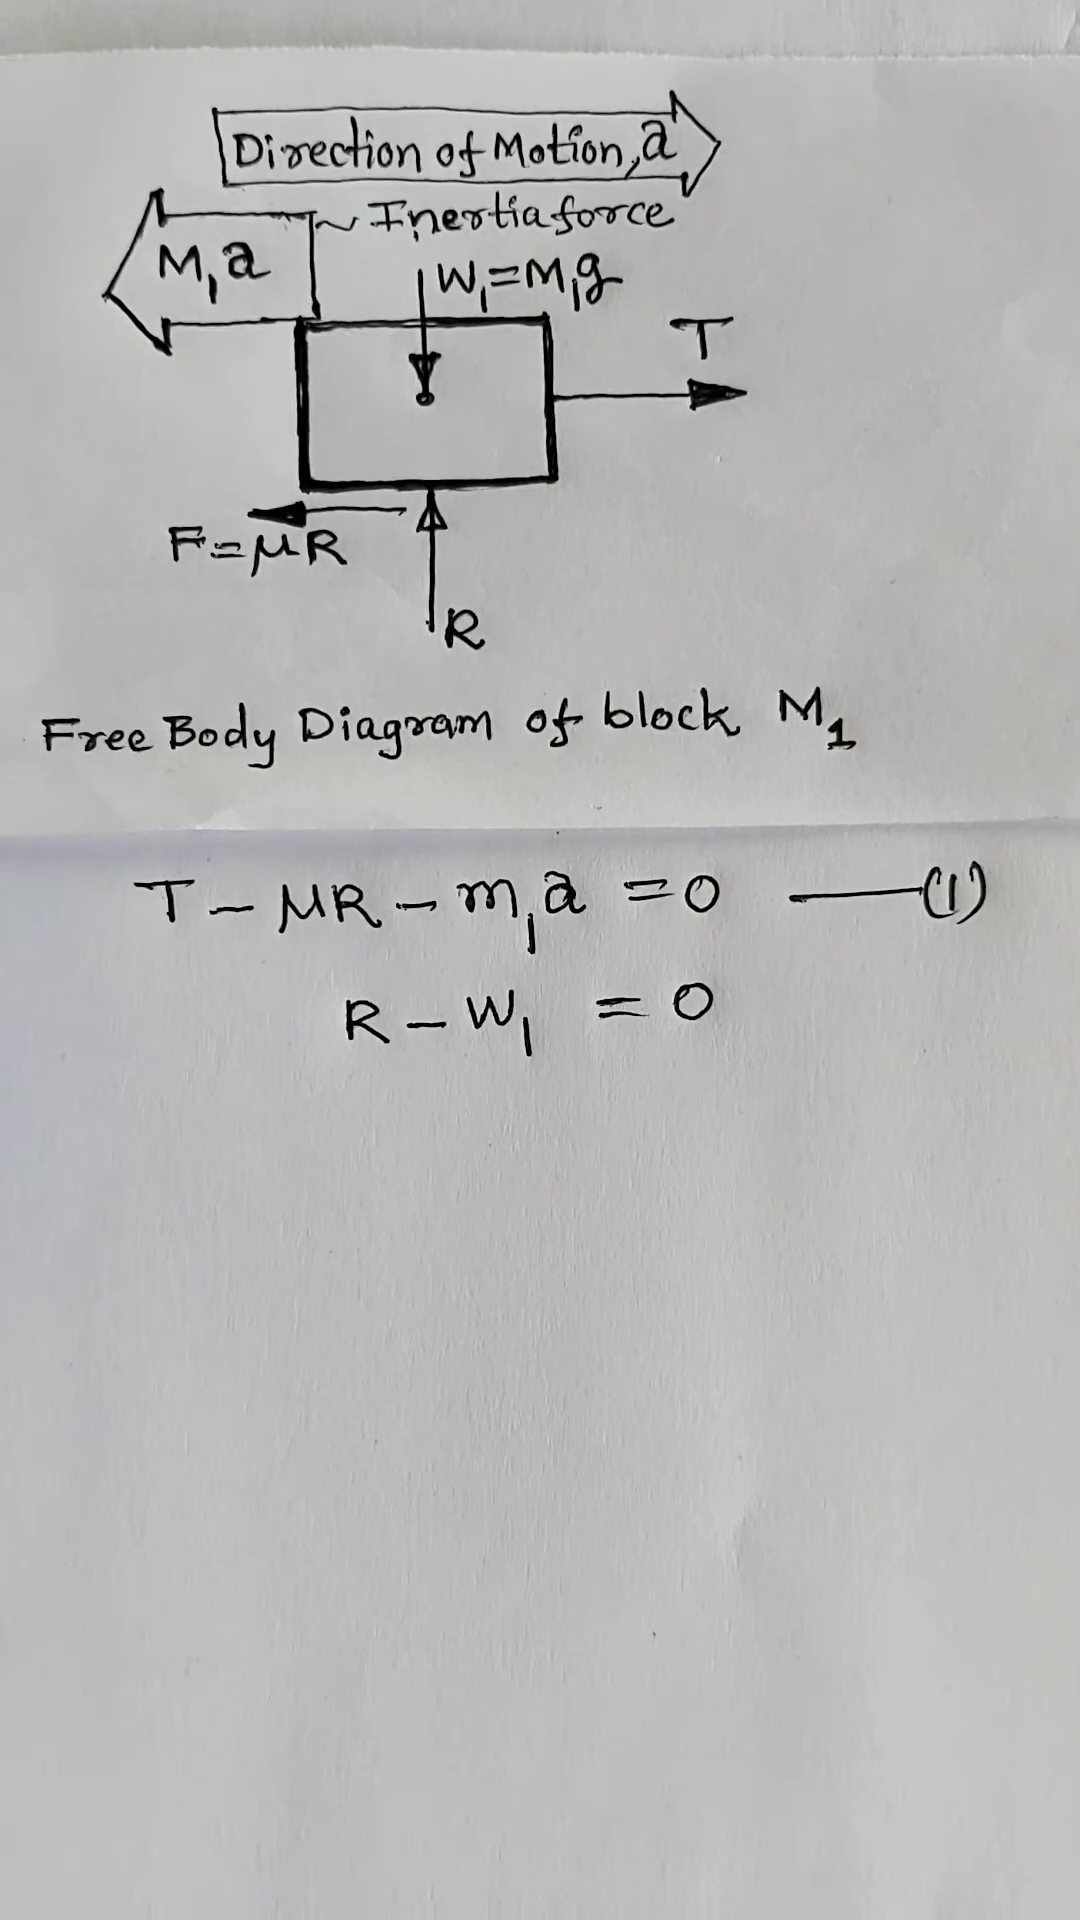 Direction of Motion, a
Inertia force
M₁a
W₁=M₁g
T
F=μR
R
Free Body Diagram of block M₁
T - μR - m₁a = 0 —(1)
R - W₁ = 0